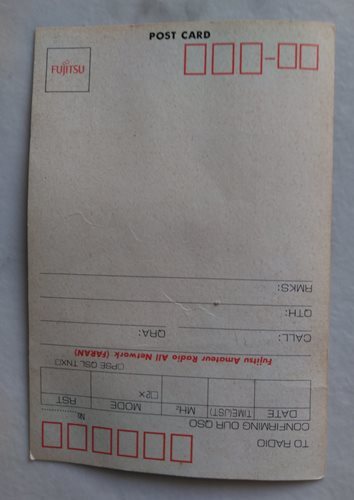 POST CARD
FUJITSU
TO RADIO
CONFIRMING OUR QSO
№
DATE TIME(JST) MHz MODE RST
□2×
□PSE QSL TNX□
Fujitsu Amateur Radio All Network (FARAN)
CALL: QRA:
QTH:
RMKS: